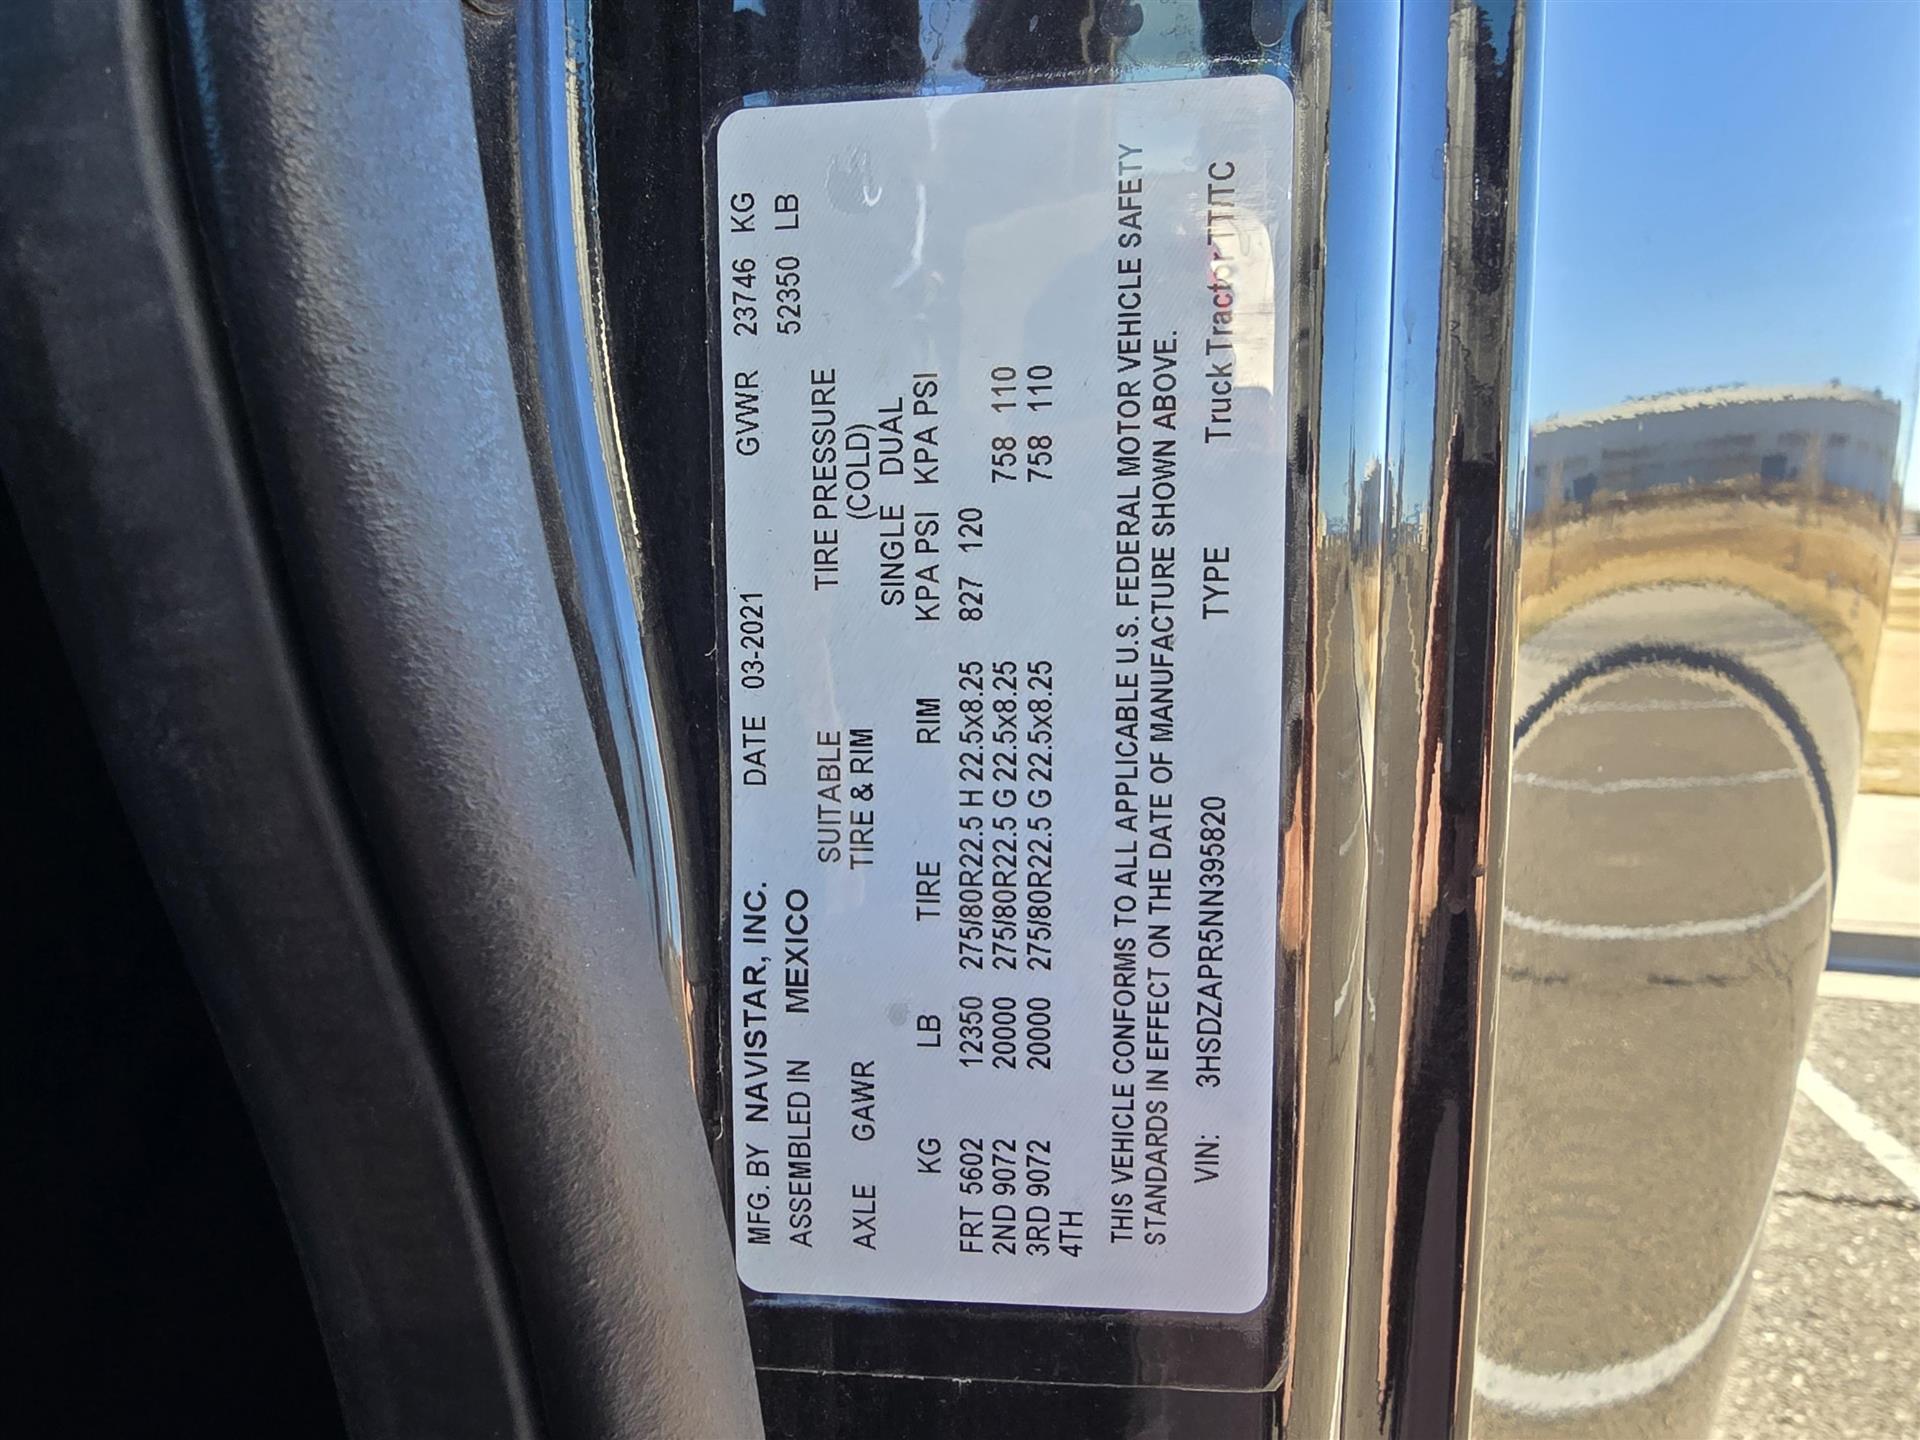 MFG. BY NAVISTAR, INC. DATE 03-2021 GVWR 23746 KG
ASSEMBLED IN MEXICO 52350 LB
SUITABLE TIRE PRESSURE
AXLE GAWR TIRE & RIM (COLD)
SINGLE DUAL
KG LB TIRE RIM KPA PSI KPA PSI
FRT 5602 12350 275/80R22.5 H 22.5x8.25 827 120
2ND 9072 20000 275/80R22.5 G 22.5x8.25 758 110
3RD 9072 20000 275/80R22.5 G 22.5x8.25 758 110
4TH
THIS VEHICLE CONFORMS TO ALL APPLICABLE U.S. FEDERAL MOTOR VEHICLE SAFETY
STANDARDS IN EFFECT ON THE DATE OF MANUFACTURE SHOWN ABOVE.
VIN: 3HSDZAPR5NN395820 TYPE Truck Tractor-TT/TC